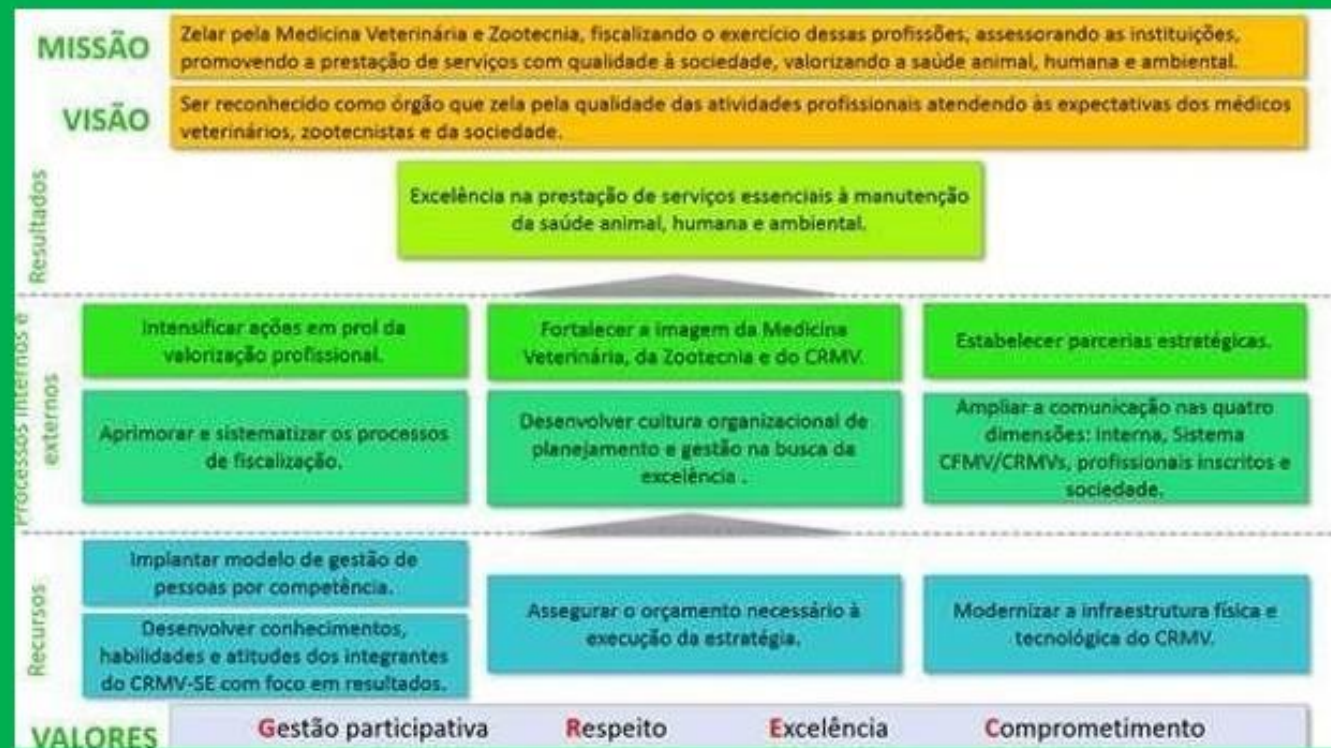 MISSÃO
Zelar pela Medicina Veterinária e Zootecnia, fiscalizando o exercício dessas profissões, assessorando as instituições,
promovendo a prestação de serviços com qualidade à sociedade, valorizando a saúde animal, humana e ambiental.
VISÃO
Ser reconhecido como órgão que zela pela qualidade das atividades profissionais atendendo às expectativas dos médicos
veterinários, zootecnistas e da sociedade.
Resultados
Excelência na prestação de serviços essenciais à manutenção
da saúde animal, humana e ambiental.
Processos internos e
externos
Intensificar ações em prol da
valorização profissional.
Fortalecer a imagem da Medicina
Veterinária, da Zootecnia e do CRMV.
Estabelecer parcerias estratégicas.
Aprimorar e sistematizar os processos
de fiscalização.
Desenvolver cultura organizacional de
planejamento e gestão na busca da
excelência .
Ampliar a comunicação nas quatro
dimensões: Interna, Sistema
CFMV/CRMVs, profissionais inscritos e
sociedade.
Recursos
Implantar modelo de gestão de
pessoas por competência.
Desenvolver conhecimentos,
habilidades e atitudes dos integrantes
do CRMV-SE com foco em resultados.
Assegurar o orçamento necessário à
execução da estratégia.
Modernizar a infraestrutura física e
tecnológica do CRMV.
VALORES
Gestão participativa Respeito Excelência Comprometimento